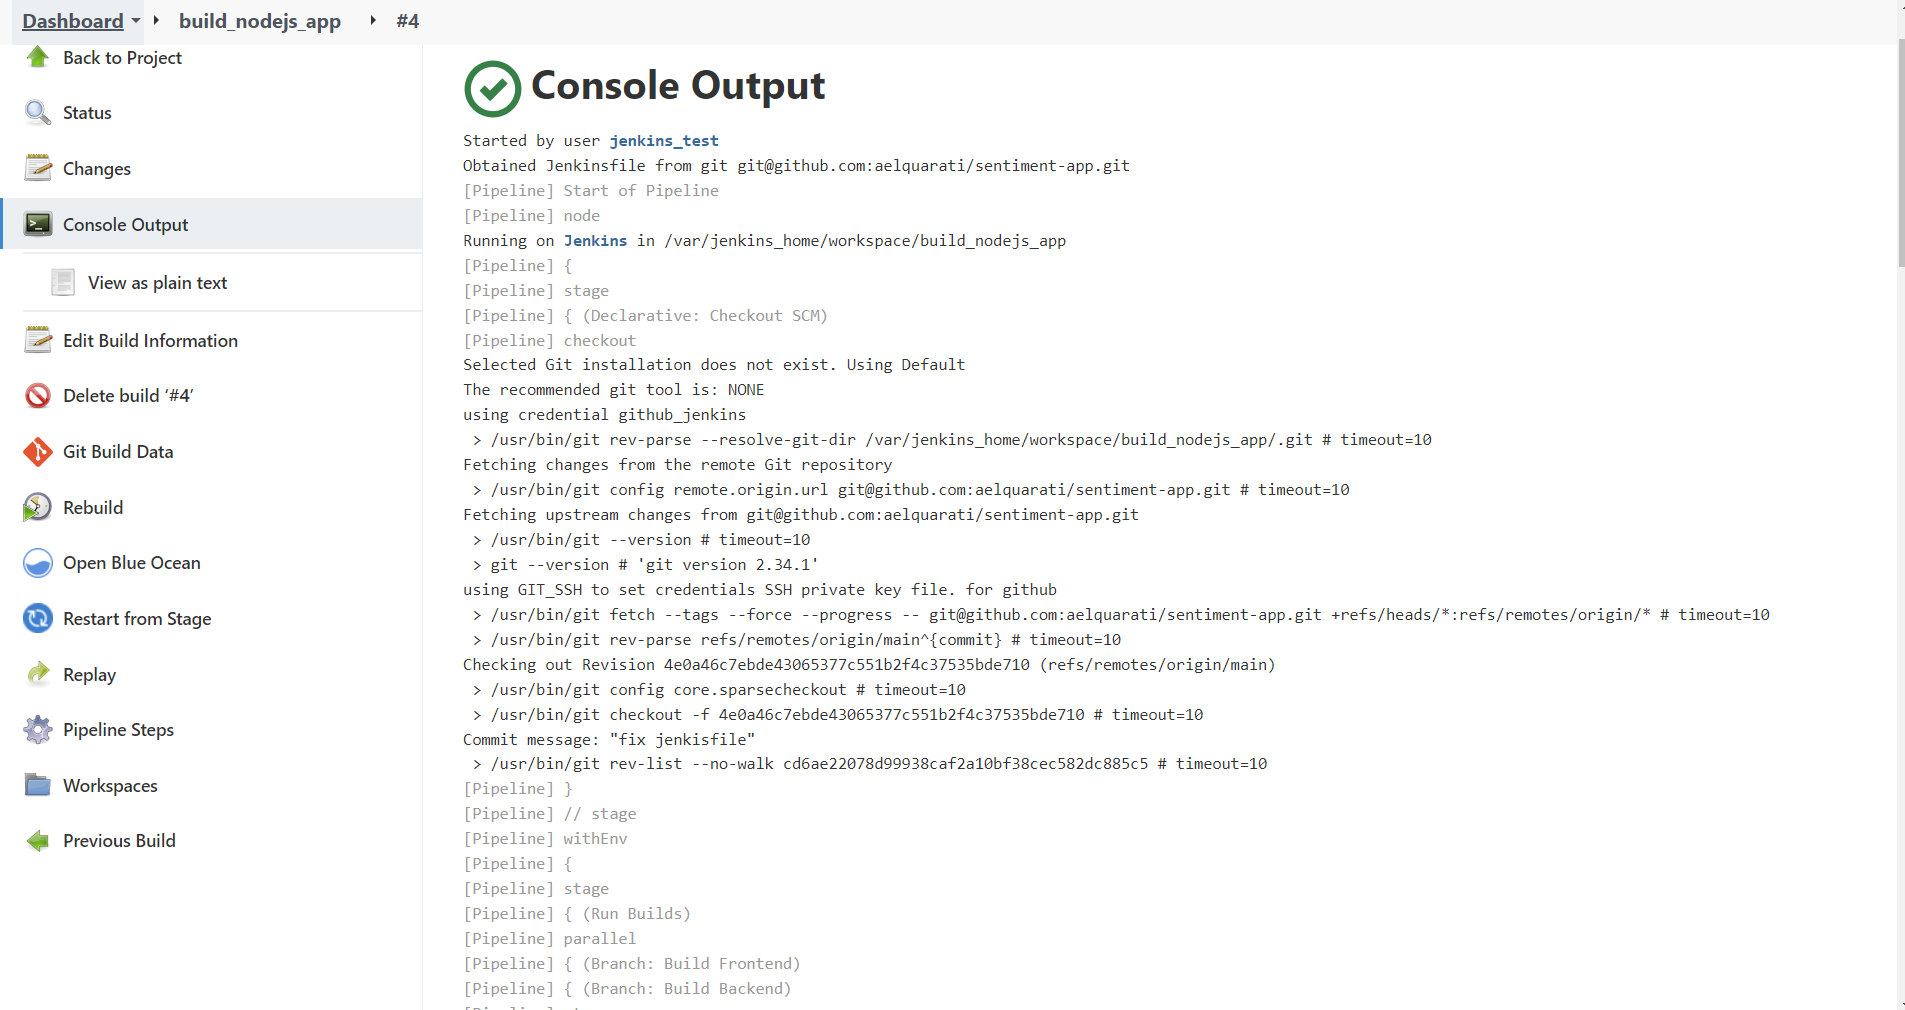 Dashboard build_nodejs_app #4
Back to Project
Status
Changes
Console Output
View as plain text
Edit Build Information
Delete build ‘#4’
Git Build Data
Rebuild
Open Blue Ocean
Restart from Stage
Replay
Pipeline Steps
Workspaces
Previous Build
Console Output
Started by user jenkins_test
Obtained Jenkinsfile from git git@github.com:aelquarati/sentiment-app.git
[Pipeline] Start of Pipeline
[Pipeline] node
Running on Jenkins in /var/jenkins_home/workspace/build_nodejs_app
[Pipeline] {
[Pipeline] stage
[Pipeline] { (Declarative: Checkout SCM)
[Pipeline] checkout
Selected Git installation does not exist. Using Default
The recommended git tool is: NONE
using credential github_jenkins
 > /usr/bin/git rev-parse --resolve-git-dir /var/jenkins_home/workspace/build_nodejs_app/.git # timeout=10
Fetching changes from the remote Git repository
 > /usr/bin/git config remote.origin.url git@github.com:aelquarati/sentiment-app.git # timeout=10
Fetching upstream changes from git@github.com:aelquarati/sentiment-app.git
 > /usr/bin/git --version # timeout=10
 > git --version # 'git version 2.34.1'
using GIT_SSH to set credentials SSH private key file. for github
 > /usr/bin/git fetch --tags --force --progress -- git@github.com:aelquarati/sentiment-app.git +refs/heads/*:refs/remotes/origin/* # timeout=10
 > /usr/bin/git rev-parse refs/remotes/origin/main^{commit} # timeout=10
Checking out Revision 4e0a46c7ebde43065377c551b2f4c37535bde710 (refs/remotes/origin/main)
 > /usr/bin/git config core.sparsecheckout # timeout=10
 > /usr/bin/git checkout -f 4e0a46c7ebde43065377c551b2f4c37535bde710 # timeout=10
Commit message: "fix jenkisfile"
 > /usr/bin/git rev-list --no-walk cd6ae22078d99938caf2a10bf38cec582dc885c5 # timeout=10
[Pipeline] }
[Pipeline] // stage
[Pipeline] withEnv
[Pipeline] {
[Pipeline] stage
[Pipeline] { (Run Builds)
[Pipeline] parallel
[Pipeline] { (Branch: Build Frontend)
[Pipeline] { (Branch: Build Backend)